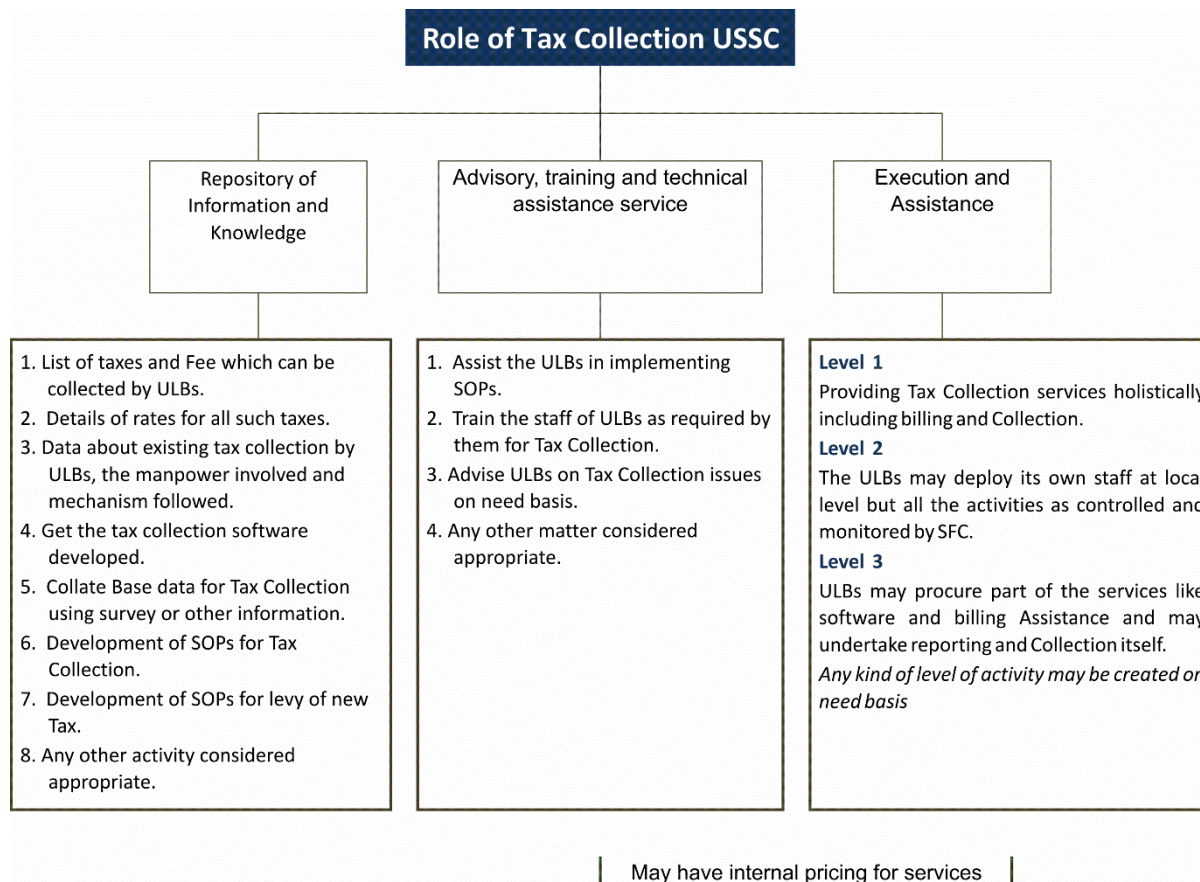 Role of Tax Collection USSC
Repository of
Information and
Knowledge
Advisory, training and technical
assistance service
Execution and
Assistance
1. List of taxes and Fee which can be
collected by ULBs.
2. Details of rates for all such taxes.
3. Data about existing tax collection by
ULBs, the manpower involved and
mechanism followed.
4. Get the tax collection software
developed.
5. Collate Base data for Tax Collection
using survey or other information.
6. Development of SOPs for Tax
Collection.
7. Development of SOPs for levy of new
Tax.
8. Any other activity considered
appropriate.
1. Assist the ULBs in implementing
SOPs.
2. Train the staff of ULBs as required by
them for Tax Collection.
3. Advise ULBs on Tax Collection issues
on need basis.
4. Any other matter considered
appropriate.
Level 1
Providing Tax Collection services holistically
including billing and Collection.
Level 2
The ULBs may deploy its own staff at loca
level but all the activities as controlled and
monitored by SFC.
Level 3
ULBs may procure part of the services like
software and billing Assistance and may
undertake reporting and Collection itself.
Any kind of level of activity may be created on
need basis
May have internal pricing for services